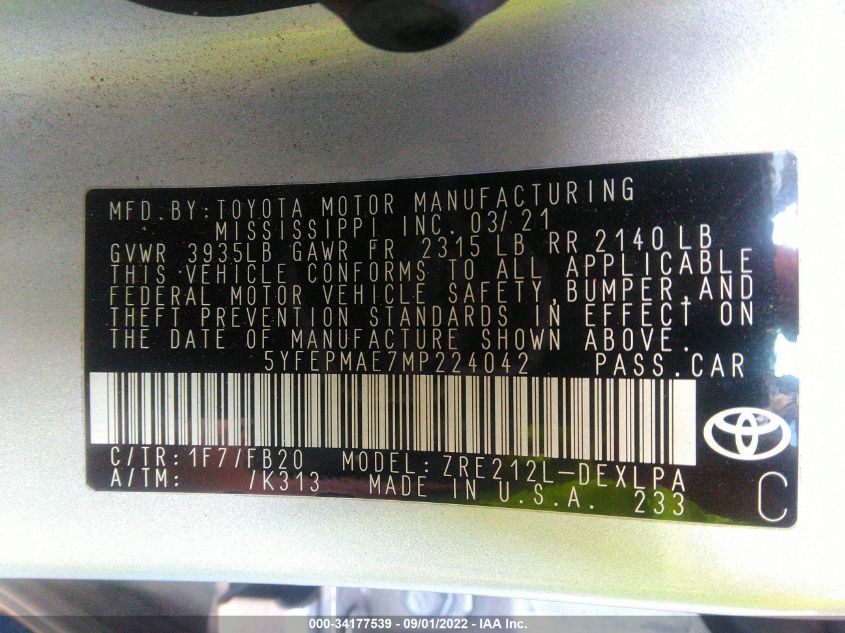 MFD.BY:TOYOTA MOTOR MANUFACTURING
MISSISSIPPI INC. 03/21
GVWR 3935LB GAWR FR 2315 LB RR 2140 LB
THIS VEHICLE CONFORMS TO ALL APPLICABLE
FEDERAL MOTOR VEHICLE SAFETY,BUMPER,AND
THEFT PREVENTION STANDARDS IN EFFECT ON
THE DATE OF MANUFACTURE SHOWN ABOVE.
5YFEPMAE7MP224042 PASS.CAR
C/TR:1F7/FB20 MODEL:ZRE212L-DEXLPA
A/TM: /K313 MADE IN U.S.A. 233
C
000-34177539 - 09/01/2022 - IAA Inc.